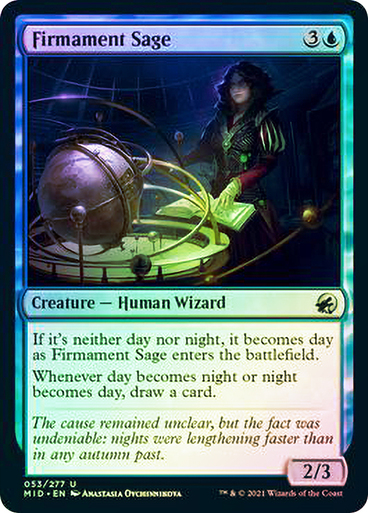 Firmament Sage 3
Creature — Human Wizard
If it's neither day nor night, it becomes day
as Firmament Sage enters the battlefield.
Whenever day becomes night or night
becomes day, draw a card.
The cause remained unclear, but the fact was
undeniable: nights were lengthening faster than
in any autumn past.
2/3
053/277 U
MID • EN Anastasia Ovchinnikova ™ & © 2021 Wizards of the Coast